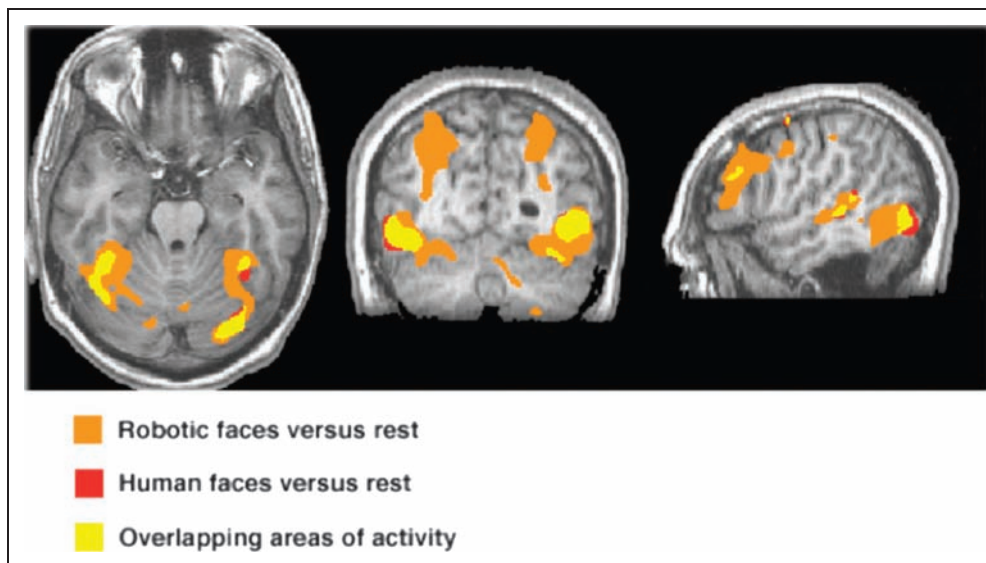 Robotic faces versus rest
Human faces versus rest
Overlapping areas of activity